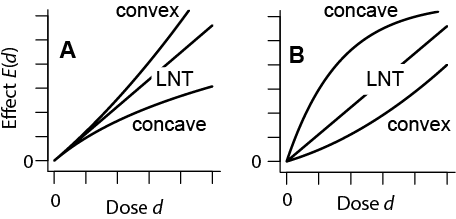 convex
A
LNT
concave
Effect E(d)
0
0
Dose d
concave
B
LNT
convex
0
0
Dose d